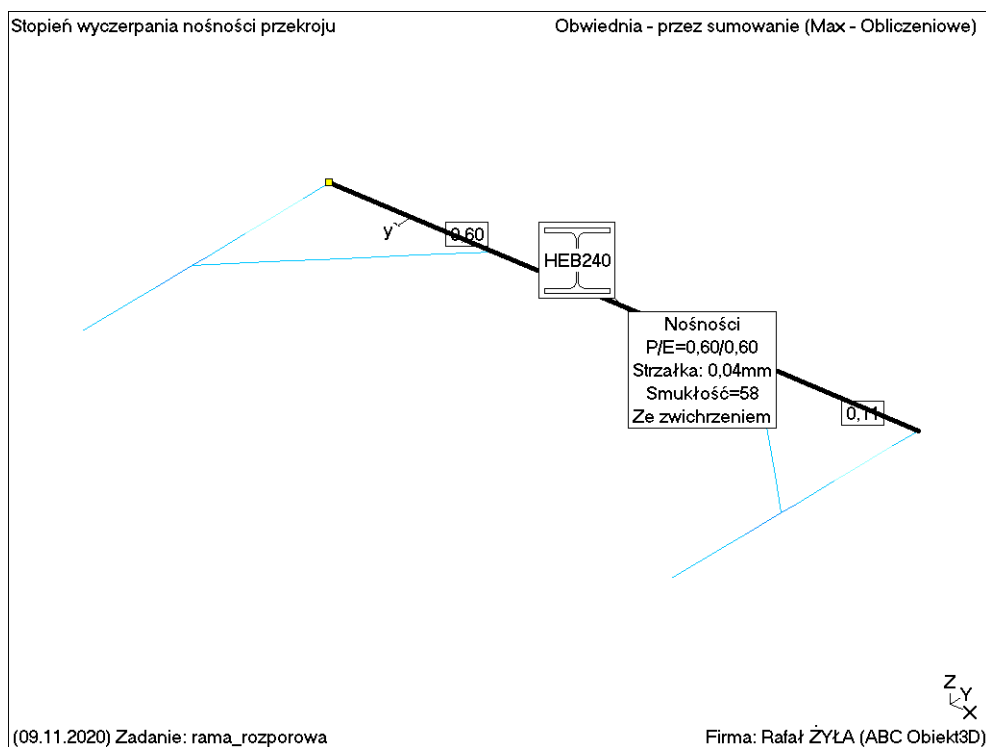 Stopień wyczerpania nośności przekroju
Obwiednia - przez sumowanie (Max - Obliczeniowe)
y`
0,60
HEB240
Nośności
P/E=0,60/0,60
Strzałka: 0,04mm
Smukłość=58
Ze zwichrzeniem
0,11
Z
Y
X
(09.11.2020) Zadanie: rama_rozporowa
Firma: Rafał ŻYŁA (ABC Obiekt3D)